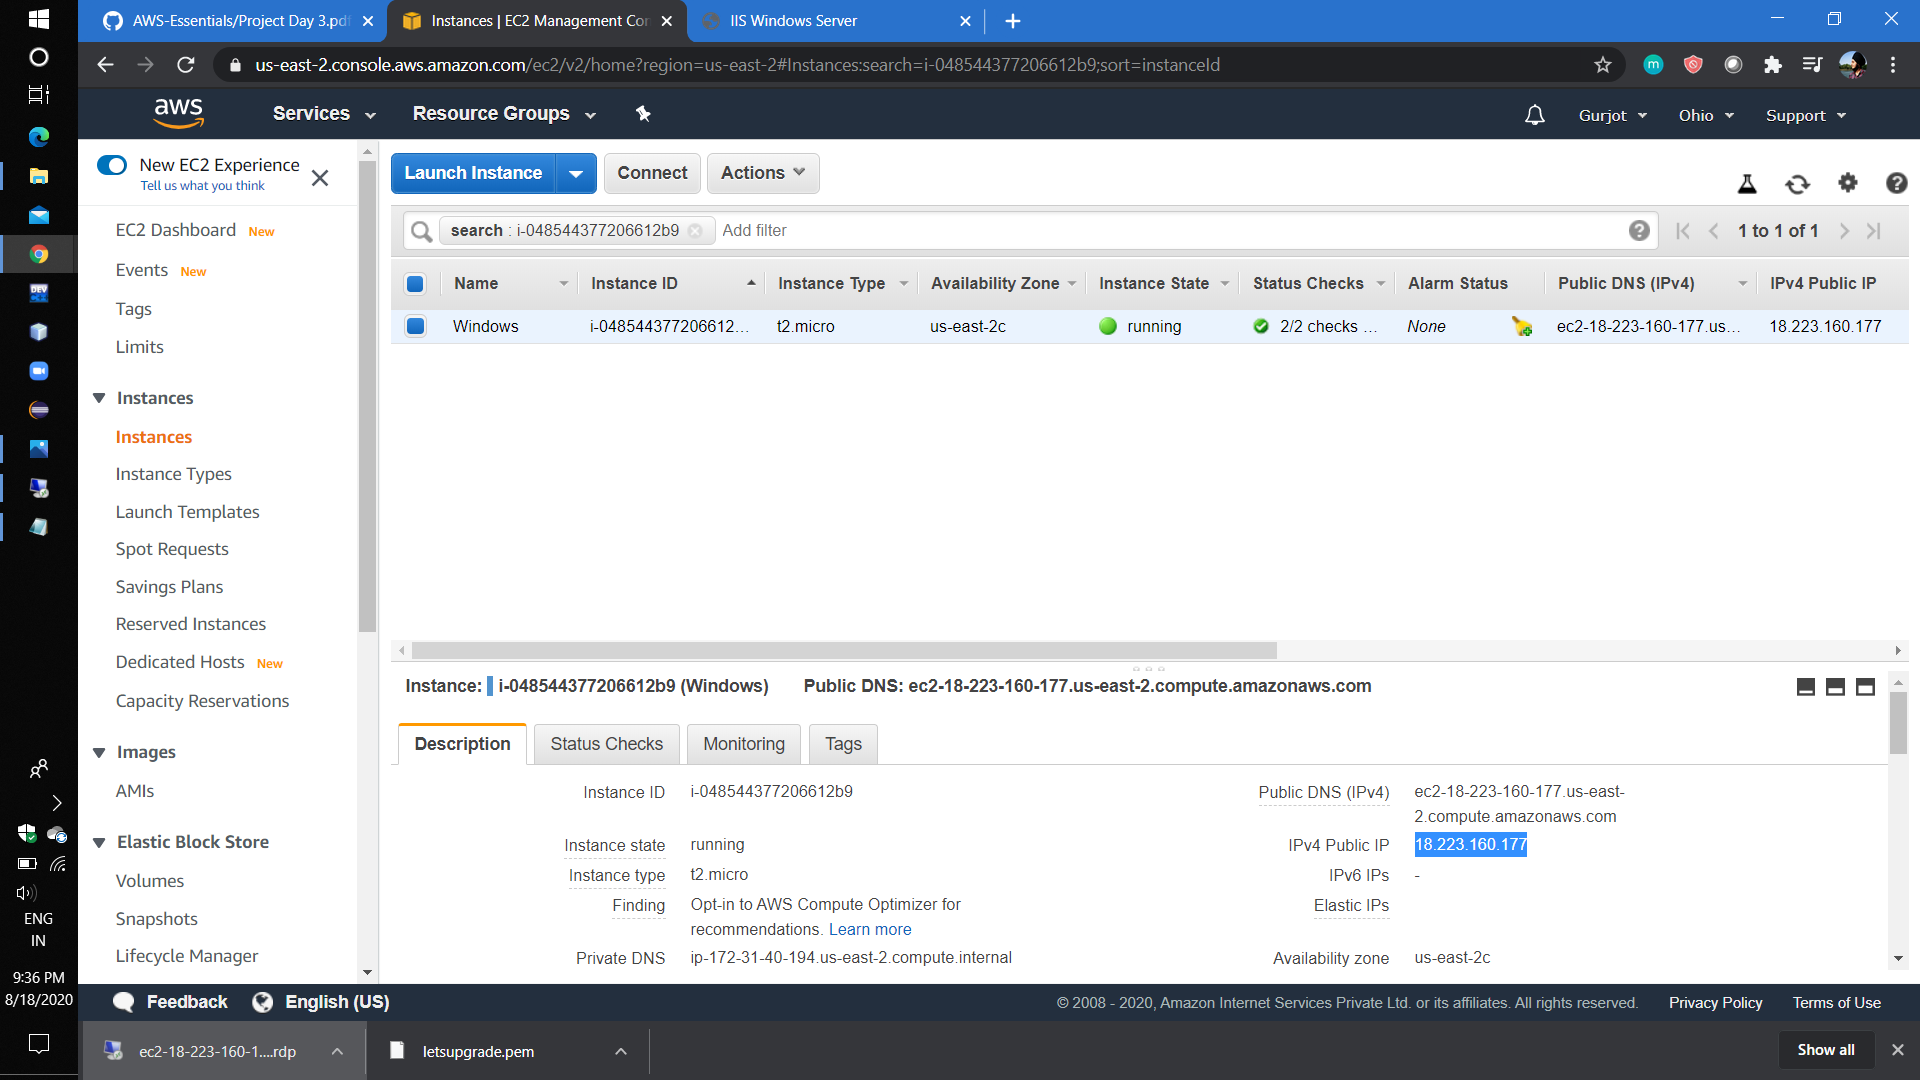 AWS-Essentials/Project Day 3.pdf
Instances | EC2 Management Con
IIS Windows Server
us-east-2.console.aws.amazon.com/ec2/v2/home?region=us-east-2#Instances:search=i-048544377206612b9;sort=instanceId
m
aws
Services
Resource Groups
Gurjot
Ohio
Support
New EC2 Experience
Tell us what you think
EC2 Dashboard New
Events New
Tags
Limits
Instances
Instances
Instance Types
Launch Templates
Spot Requests
Savings Plans
Reserved Instances
Dedicated Hosts New
Capacity Reservations
Images
AMIs
Elastic Block Store
Volumes
Snapshots
Lifecycle Manager
Launch Instance
Connect
Actions
search : i-048544377206612b9
Add filter
1 to 1 of 1
Name Instance ID Instance Type Availability Zone Instance State Status Checks Alarm Status Public DNS (IPv4) IPv4 Public IP
Windows i-048544377206612... t2.micro us-east-2c running 2/2 checks ... None ec2-18-223-160-177.us... 18.223.160.177
Instance: i-048544377206612b9 (Windows) Public DNS: ec2-18-223-160-177.us-east-2.compute.amazonaws.com
Description
Status Checks
Monitoring
Tags
Instance ID i-048544377206612b9
Instance state running
Instance type t2.micro
Finding Opt-in to AWS Compute Optimizer for
recommendations. Learn more
Private DNS ip-172-31-40-194.us-east-2.compute.internal
Public DNS (IPv4) ec2-18-223-160-177.us-east-
2.compute.amazonaws.com
IPv4 Public IP 18.223.160.177
IPv6 IPs -
Elastic IPs
Availability zone us-east-2c
Feedback
English (US)
© 2008 - 2020, Amazon Internet Services Private Ltd. or its affiliates. All rights reserved.
Privacy Policy
Terms of Use
ec2-18-223-160-1....rdp
letsupgrade.pem
Show all
DEV
ENG
IN
9:36 PM
8/18/2020